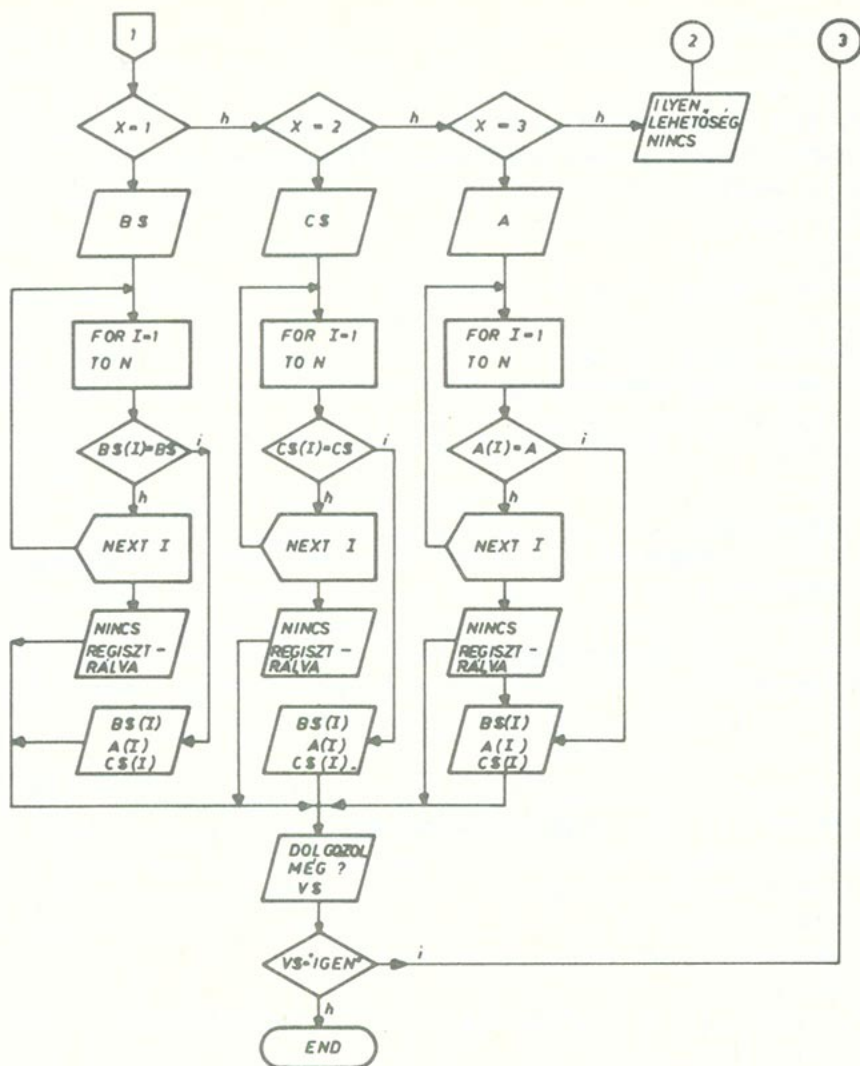 1
2
3
X=1
h
X = 2
h
X = 3
h
ILYEN
LEHETŐSÉG
NINCS
B$
C$
A
FOR I=1
TO N
FOR I=1
TO N
FOR I=1
TO N
B$(I)=B$
i
C$(I)=C$
i
A(I)=A
i
h
h
h
NEXT I
NEXT I
NEXT I
NINCS
REGISZT-
RÁLVA
NINCS
REGISZT-
RÁLVA
NINCS
REGISZT-
RÁLVA
B$(I)
A(I)
C$(I)
B$(I)
A(I)
C$(I)
B$(I)
A(I)
C$(I)
DOLGOZOL
MÉG ?
V$
V$="IGEN"
i
h
END